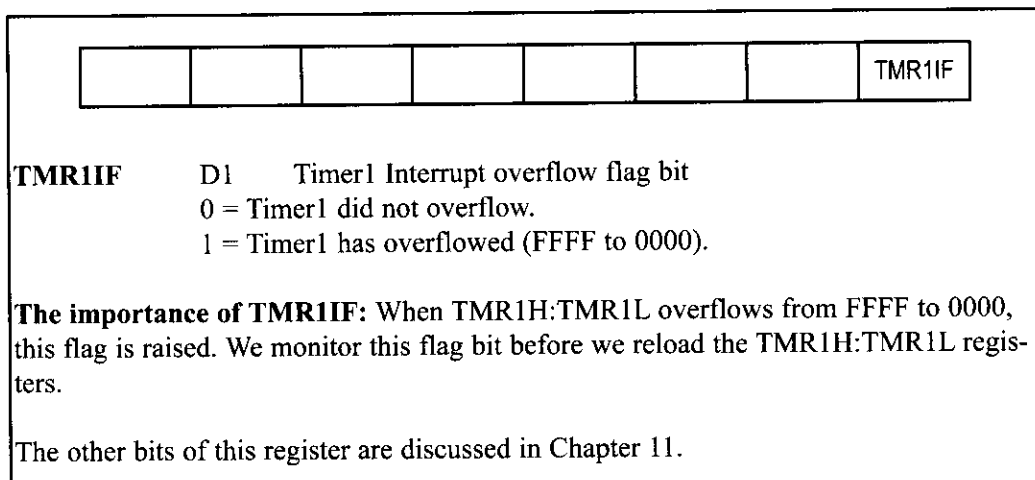 TMR1IF
TMR1IF D1 Timer1 Interrupt overflow flag bit
0 = Timer1 did not overflow.
1 = Timer1 has overflowed (FFFF to 0000).
The importance of TMR1IF: When TMR1H:TMR1L overflows from FFFF to 0000,
this flag is raised. We monitor this flag bit before we reload the TMR1H:TMR1L regis-
ters.
The other bits of this register are discussed in Chapter 11.